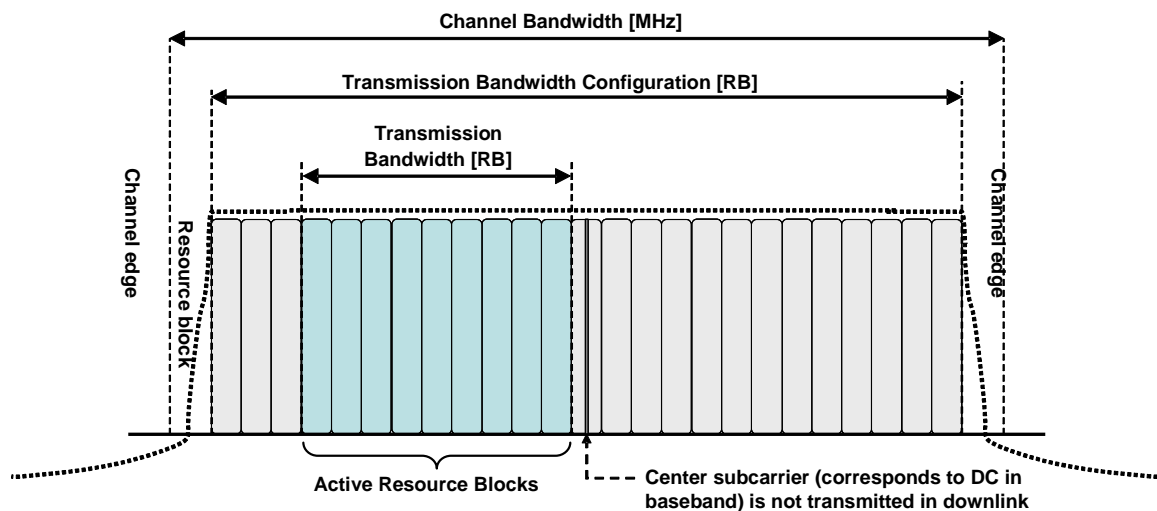 Channel Bandwidth [MHz]
Transmission Bandwidth Configuration [RB]
Transmission
Bandwidth [RB]
Channel edge
Resource block
Channel edge
Active Resource Blocks
Center subcarrier (corresponds to DC in
baseband) is not transmitted in downlink